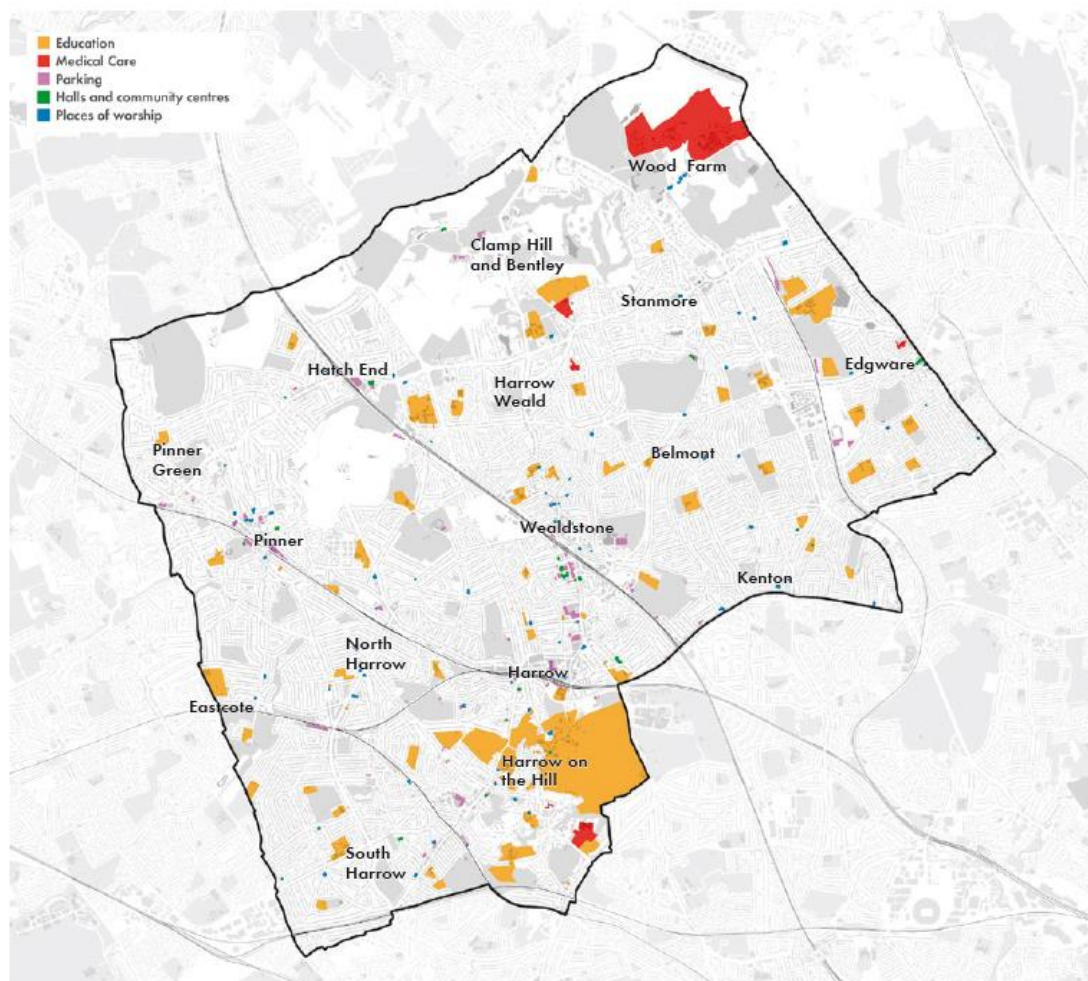 Education
Medical Care
Parking
Halls and community centres
Places of worship
Wood Farm
Clamp Hill
and Bentley
Stanmore
Hatch End
Edgware
Harrow
Weald
Pinner
Green
Belmont
Wealdstone
Pinner
Kenton
North
Harrow
Harrow
Eastcote
Harrow on
the Hill
South
Harrow